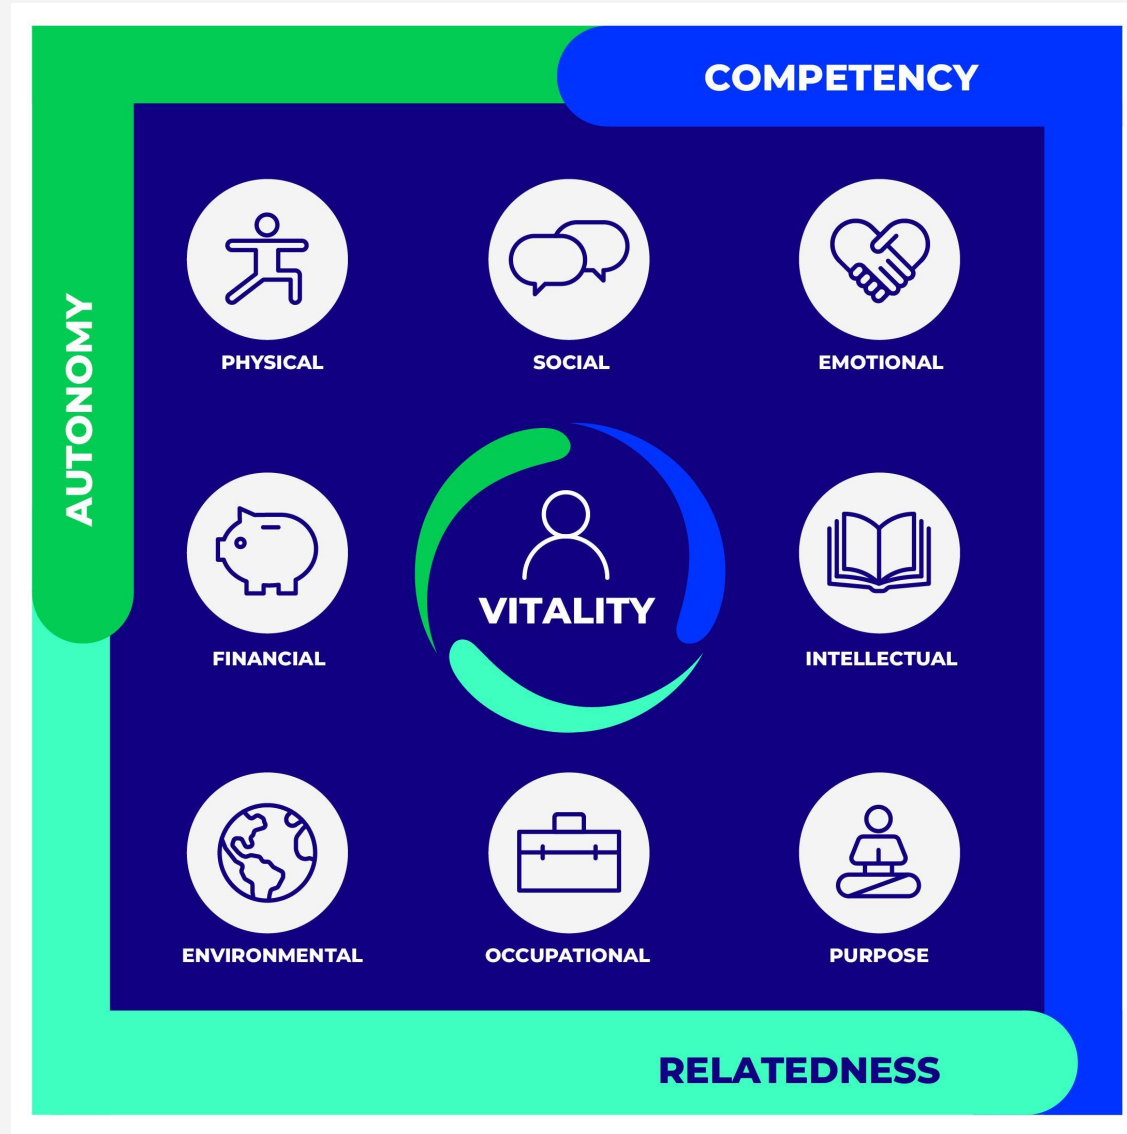 COMPETENCY
AUTONOMY
PHYSICAL
SOCIAL
EMOTIONAL
FINANCIAL
VITALITY
INTELLECTUAL
ENVIRONMENTAL
OCCUPATIONAL
PURPOSE
RELATEDNESS